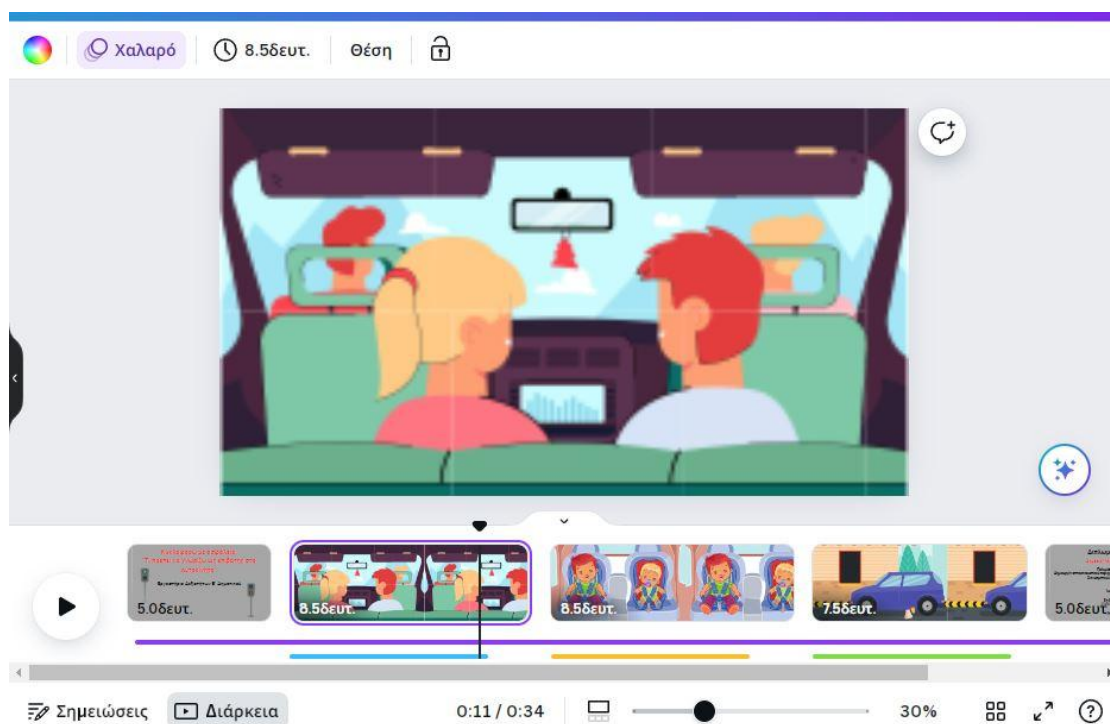 Χαλαρό 8.5δευτ. Θέση
5.0δευτ. 8.5δευτ. 8.5δευτ. 7.5δευτ. 5.0δευτ.
Σημειώσεις Διάρκεια 0:11 / 0:34 30%